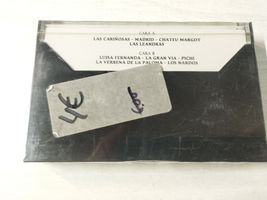 CARA A
LAS CARIÑOSAS - MADRID - CHATEU MARGOT
LAS LEANDRAS
CARA B
LUISA FERNANDA - LA GRAN VIA - PICHI
LA VERBENA DE LA PALOMA - LOS NARDOS
4€